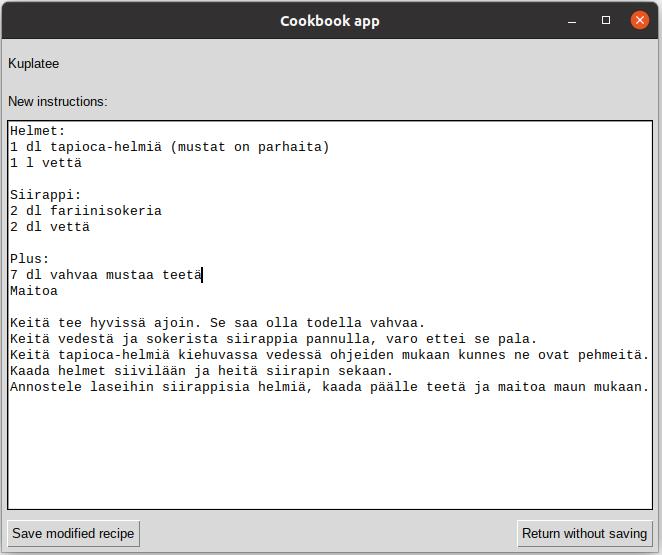 Cookbook app
Kuplatee
New instructions:
Helmet:
1 dl tapioca-helmiä (mustat on parhaita)
1 l vettä
Siirappi:
2 dl fariinisokeria
2 dl vettä
Plus:
7 dl vahvaa mustaa teetä
Maitoa
Keitä tee hyvissä ajoin. Se saa olla todella vahvaa.
Keitä vedestä ja sokerista siirappia pannulla, varo ettei se pala.
Keitä tapioca-helmiä kiehuvassa vedessä ohjeiden mukaan kunnes ne ovat pehmeitä.
Kaada helmet siivilään ja heitä siirapin sekaan.
Annostele laseihin siirappisia helmiä, kaada päälle teetä ja maitoa maun mukaan.
Save modified recipe
Return without saving